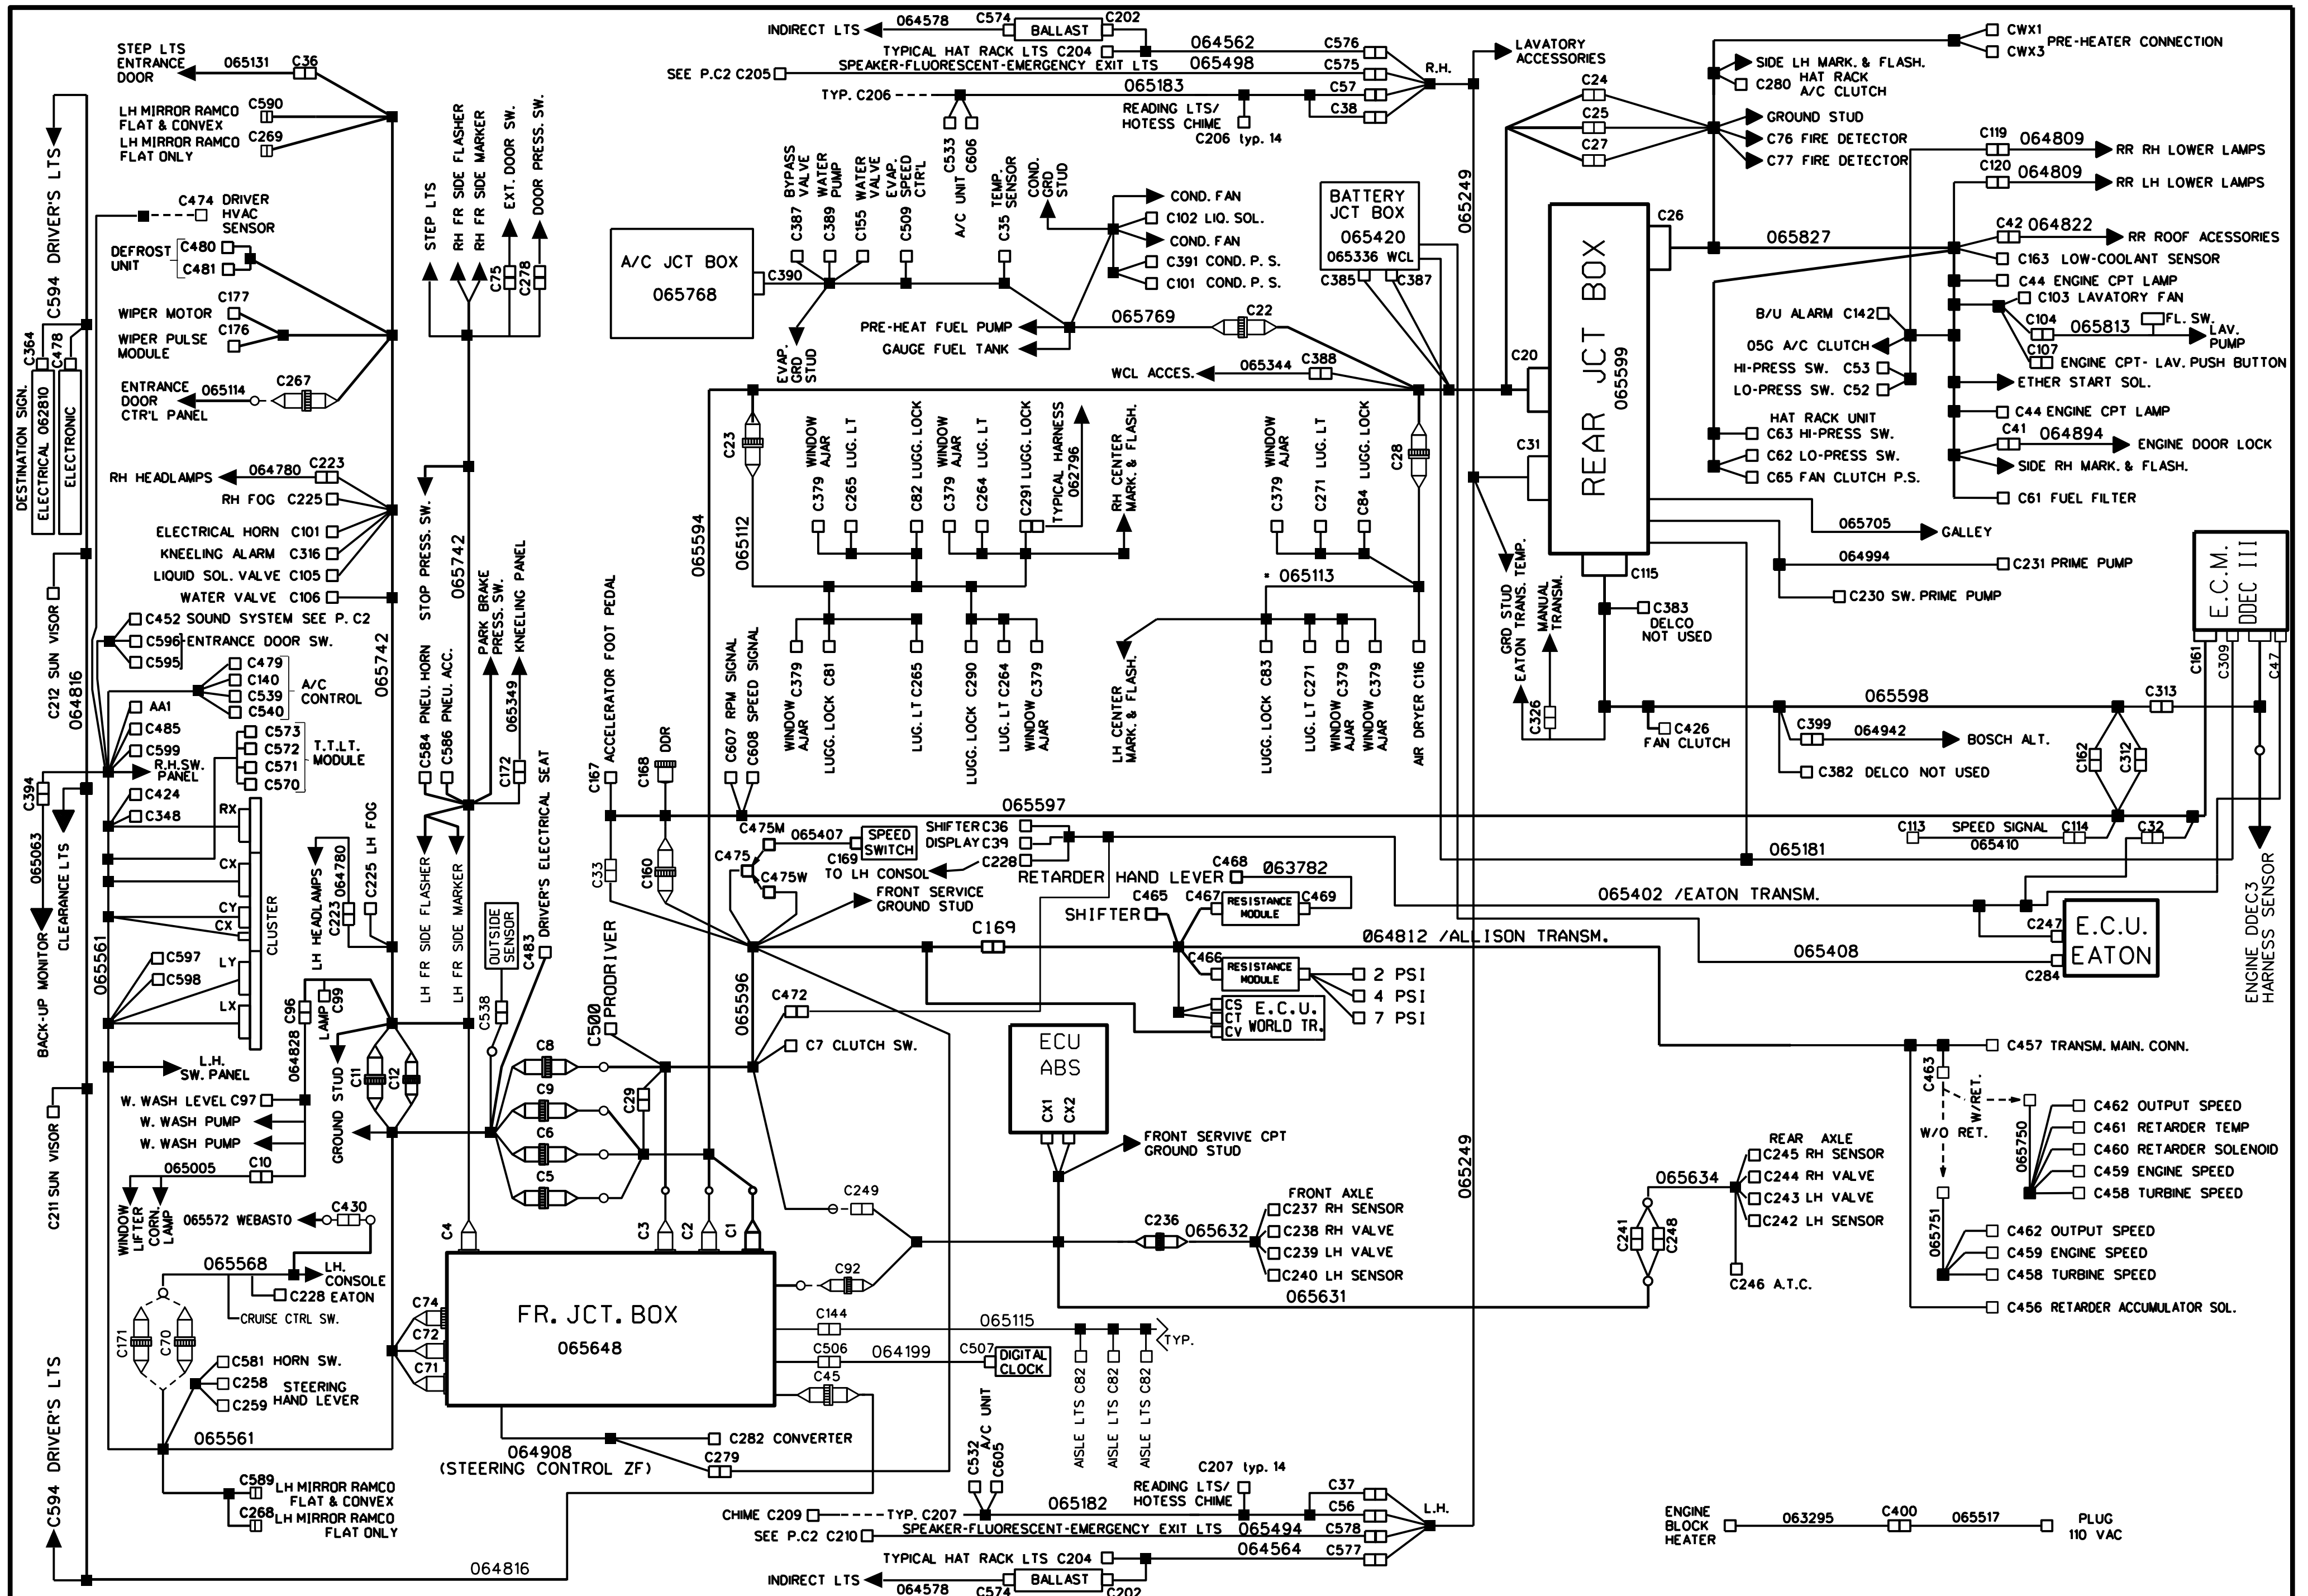 INDIRECT LTS
064578
C574
BALLAST
C202
TYPICAL HAT RACK LTS C204
064562
C576
SPEAKER-FLUORESCENT-EMERGENCY EXIT LTS
SEE P.C2 C205
065498
C575
065183
TYP. C206
C57
READING LTS/
HOTESS CHIME
C38
C206 typ. 14
R.H.
LAVATORY
ACCESSORIES
CWX1
CWX3
PRE-HEATER CONNECTION
SIDE LH MARK. & FLASH.
C280 HAT RACK
A/C CLUTCH
GROUND STUD
C76 FIRE DETECTOR
C77 FIRE DETECTOR
C24
C25
C27
C119
064809
RR RH LOWER LAMPS
C120
064809
RR LH LOWER LAMPS
STEP LTS
ENTRANCE
DOOR
065131
C36
LH MIRROR RAMCO
FLAT & CONVEX
C590
LH MIRROR RAMCO
FLAT ONLY
C269
C594 DRIVER'S LTS
C474
DRIVER
HVAC
SENSOR
DEFROST
UNIT
C480
C481
WIPER MOTOR
C177
WIPER PULSE
MODULE
C176
ENTRANCE
DOOR
CTR'L PANEL
065114
C267
C364
C478
DESTINATION SIGN.
ELECTRICAL 062810
ELECTRONIC
RH HEADLAMPS
064780
C223
RH FOG C225
ELECTRICAL HORN C101
KNEELING ALARM C316
LIQUID SOL. VALVE C105
WATER VALVE C106
C452 SOUND SYSTEM SEE P. C2
C596
ENTRANCE DOOR SW.
C595
C479
C140
C539
C540
A/C
CONTROL
C212 SUN VISOR
064816
AA1
C485
C599
R.H.SW.
PANEL
C424
C348
C573
C572
C571
C570
T.T.LT.
MODULE
C394
065063
BACK-UP MONITOR
CLEARANCE LTS
065561
RX
CX
CY
CX
LY
LX
CLUSTER
C597
C598
L.H.
SW. PANEL
LH HEADLAMPS
C223 064780
C225 LH FOG
C96
LAMP C99
064828
GROUND STUD
C11
C12
W. WASH LEVEL C97
W. WASH PUMP
W. WASH PUMP
065005
C10
WINDOW
LIFTER
CORN.
LAMP
C211 SUN VISOR
065572 WEBASTO
C430
065568
LH.
CONSOLE
C228 EATON
CRUISE CTRL SW.
C171
C70
C581 HORN SW.
C258 STEERING
C259 HAND LEVER
065561
C589
LH MIRROR RAMCO
FLAT & CONVEX
C268
LH MIRROR RAMCO
FLAT ONLY
C594 DRIVER'S LTS
064816
STEP LTS
RH FR SIDE FLASHER
RH FR SIDE MARKER
C75
EXT. DOOR SW.
C278
DOOR PRESS. SW.
STOP PRESS. SW.
065742
065742
C584 PNEU. HORN
C586 PNEU. ACC.
PARK BRAKE
PRESS. SW.
065349
KNEELING PANEL
C172
LH FR SIDE FLASHER
LH FR SIDE MARKER
OUTSIDE
SENSOR
C538
C483 DRIVER'S ELECTRICAL SEAT
C8
C9
C6
C5
C500 PRODRIVER
C29
C4
C3
C2
C1
C74
C72
C71
FR. JCT. BOX
065648
064908
(STEERING CONTROL ZF)
C282 CONVERTER
C279
A/C JCT BOX
065768
C390
C387 BYPASS
VALVE
C389 WATER
PUMP
C155 WATER
VALVE
C509 EVAP.
SPEED
CTR'L
C533
C606
A/C UNIT
C35 TEMP.
SENSOR
COND.
GRD
STUD
EVAP.
GRD
STUD
COND. FAN
C102 LIQ. SOL.
COND. FAN
C391 COND. P. S.
C101 COND. P. S.
PRE-HEAT FUEL PUMP
GAUGE FUEL TANK
065769
C22
WCL ACCES.
065344
C388
BATTERY
JCT BOX
065420
065336 WCL
C385
C387
065249
065594
C23
065112
WINDOW
AJAR
C379
C265 LUG. LT
C82 LUGG. LOCK
C379 WINDOW
AJAR
C264 LUG. LT
C291 LUGG. LOCK
TYPICAL HARNESS
062796
RH CENTER
MARK. & FLASH.
C379 WINDOW
AJAR
C271 LUG. LT
C84 LUGG. LOCK
C28
" 065113
WINDOW C379
AJAR
LUGG. LOCK C81
LUG. LT C265
LUGG. LOCK C290
LUG. LT C264
WINDOW C379
AJAR
LH CENTER
MARK. & FLASH.
LUGG. LOCK C83
LUG. LT C271
WINDOW C379
AJAR
WINDOW C379
AJAR
AIR DRYER C116
C167 ACCELERATOR FOOT PEDAL
C168 DDR
C607 RPM SIGNAL
C608 SPEED SIGNAL
065597
C33
C160
C475M
065407
SPEED
SWITCH
C475
C475W
SHIFTER C36
DISPLAY C39
C169
TO LH CONSOL
C228
FRONT SERVICE
GROUND STUD
RETARDER HAND LEVER
C468
063782
SHIFTER
C465
C467
RESISTANCE
MODULE
C469
C169
064812 /ALLISON TRANSM.
065402 /EATON TRANSM.
065181
065408
C466
RESISTANCE
MODULE
2 PSI
4 PSI
7 PSI
CS
CT
CV
E.C.U.
WORLD TR.
065596
C472
C7 CLUTCH SW.
ECU
ABS
CX1
CX2
FRONT SERVIVE CPT
GROUND STUD
C249
C92
C236
065632
FRONT AXLE
C237 RH SENSOR
C238 RH VALVE
C239 LH VALVE
C240 LH SENSOR
065631
C144
065115
TYP.
C506
064199
C507
DIGITAL
CLOCK
C45
AISLE LTS C82
AISLE LTS C82
AISLE LTS C82
C532
A/C UNIT
C605
C207 typ. 14
READING LTS/
HOTESS CHIME
065182
CHIME C209
TYP. C207
C37
C56
L.H.
SEE P.C2 C210
SPEAKER-FLUORESCENT-EMERGENCY EXIT LTS
065494
C578
TYPICAL HAT RACK LTS C204
064564
C577
INDIRECT LTS
064578
C574
BALLAST
C202
065249
REAR JCT BOX
065599
C26
C20
C31
C115
065827
C42
064822
RR ROOF ACESSORIES
C163 LOW-COOLANT SENSOR
C44 ENGINE CPT LAMP
C103 LAVATORY FAN
C104
065813
FL. SW.
LAV.
PUMP
C107
ENGINE CPT- LAV. PUSH BUTTON
ETHER START SOL.
C44 ENGINE CPT LAMP
C41
064894
ENGINE DOOR LOCK
SIDE RH MARK. & FLASH.
C61 FUEL FILTER
B/U ALARM C142
05G A/C CLUTCH
HI-PRESS SW. C53
LO-PRESS SW. C52
HAT RACK UNIT
C63 HI-PRESS SW.
C62 LO-PRESS SW.
C65 FAN CLUTCH P.S.
065705
GALLEY
064994
C231 PRIME PUMP
C230 SW. PRIME PUMP
GRD STUD
EATON TRANS. TEMP.
MANUAL
TRANSM.
C326
C383
DELCO
NOT USED
C426
FAN CLUTCH
065598
C399
064942
BOSCH ALT.
C382 DELCO NOT USED
C313
C162
C312
E.C.M.
DDEC III
C161
C309
C47
C113
SPEED SIGNAL
065410
C114
C32
ENGINE DDEC3
HARNESS SENSOR
C247
E.C.U.
EATON
C284
C457 TRANSM. MAIN. CONN.
C463
W/RET.
W/O RET.
065750
C462 OUTPUT SPEED
C461 RETARDER TEMP
C460 RETARDER SOLENOID
C459 ENGINE SPEED
C458 TURBINE SPEED
065751
C462 OUTPUT SPEED
C459 ENGINE SPEED
C458 TURBINE SPEED
C456 RETARDER ACCUMULATOR SOL.
REAR AXLE
C245 RH SENSOR
C244 RH VALVE
C243 LH VALVE
C242 LH SENSOR
065634
C241
C248
C246 A.T.C.
ENGINE
BLOCK
HEATER
063295
C400
065517
PLUG
110 VAC